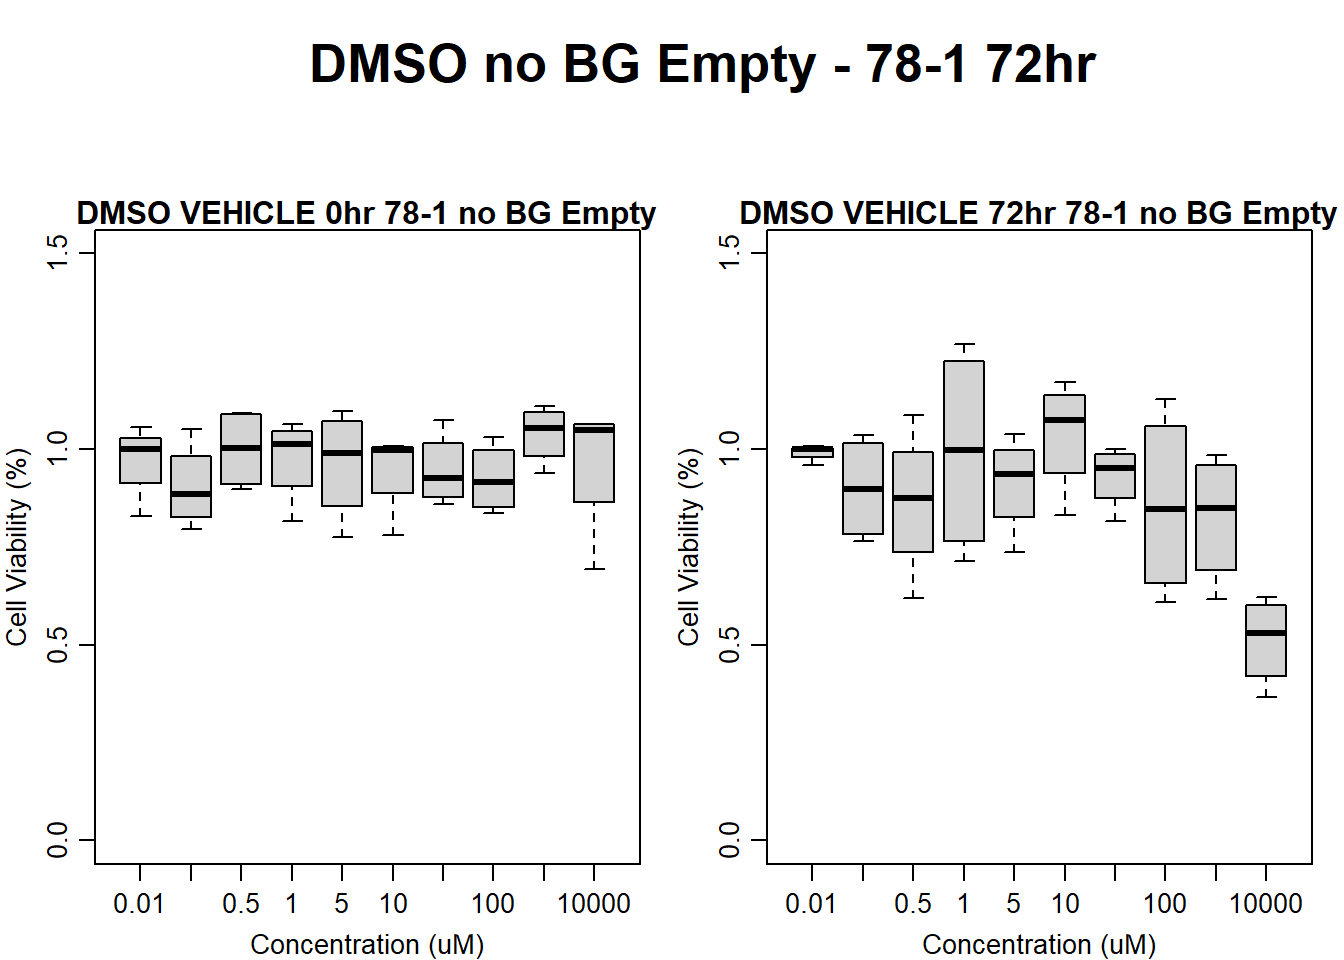 DMSO no BG Empty - 78-1 72hr
DMSO VEHICLE 0hr 78-1 no BG Empty
1.5
1.0
0.5
0.0
Cell Viability (%)
0.01 0.5 1 5 10 100 10000
Concentration (uM)
DMSO VEHICLE 72hr 78-1 no BG Empty
1.5
1.0
0.5
0.0
Cell Viability (%)
0.01 0.5 1 5 10 100 10000
Concentration (uM)